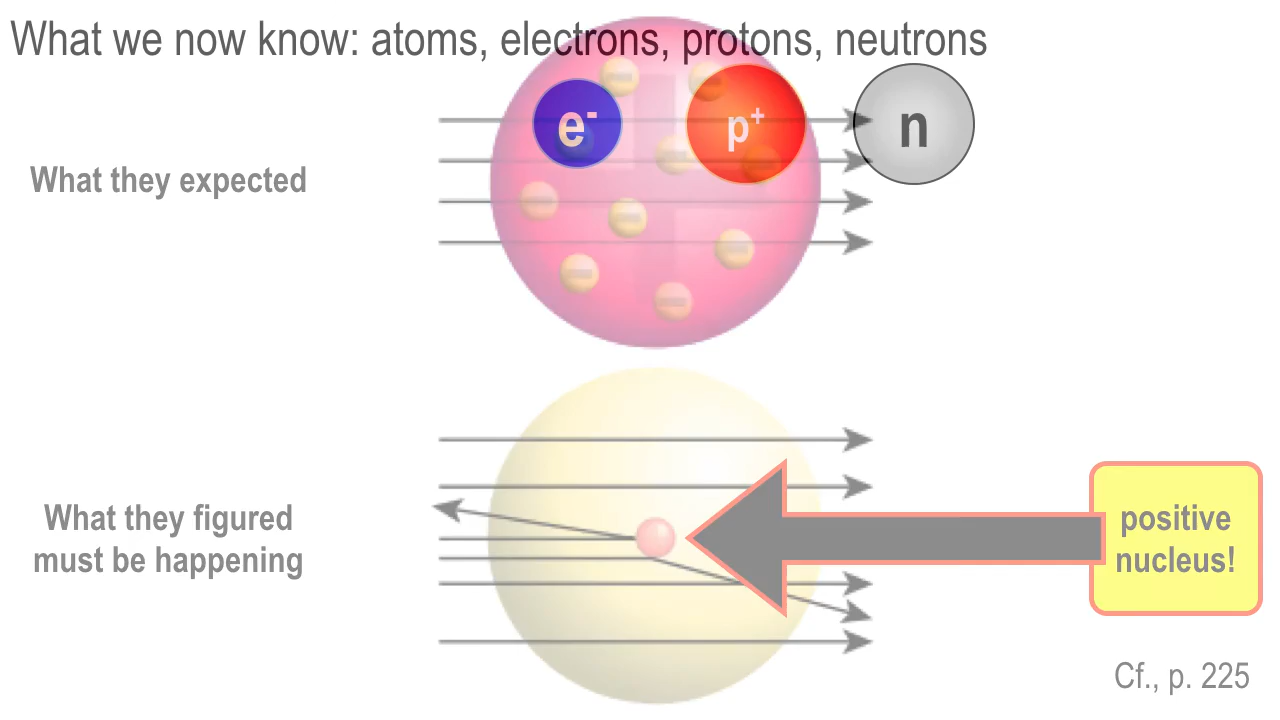 What we now know: atoms, electrons, protons, neutrons
e-
p+
n
What they expected
What they figured
must be happening
positive
nucleus!
Cf., p. 225